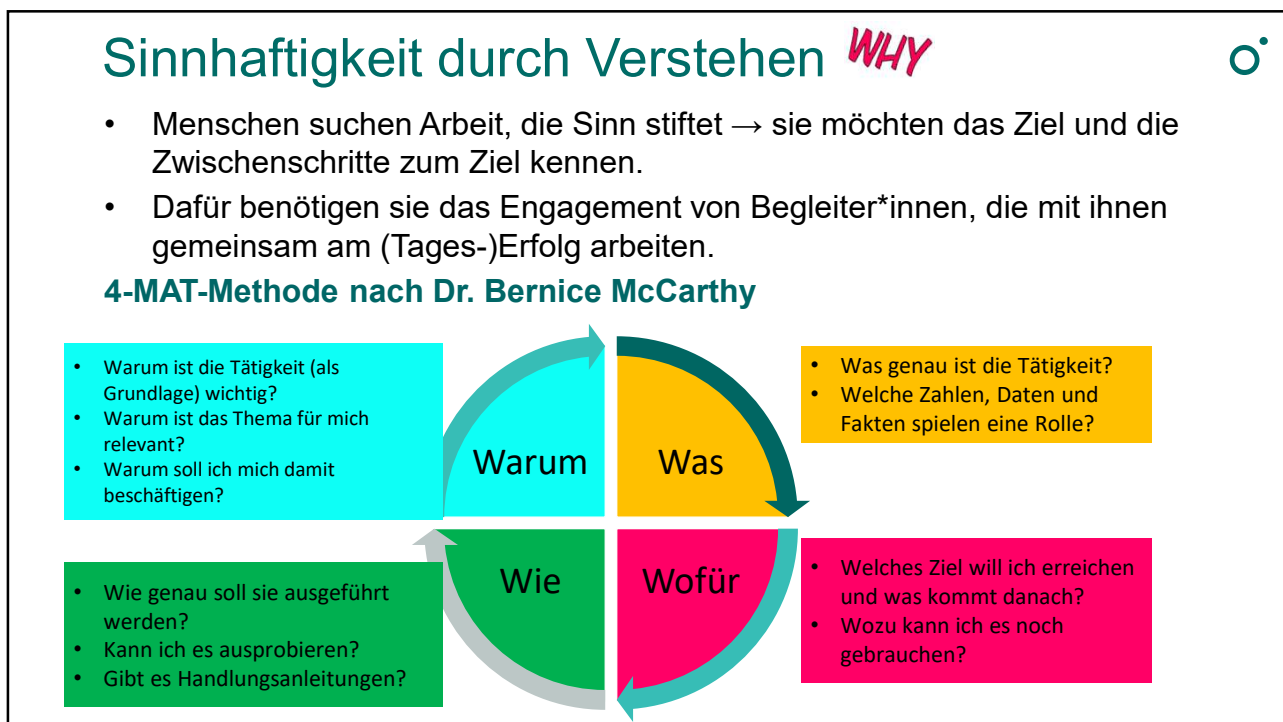 Sinnhaftigkeit durch Verstehen WHY
• Menschen suchen Arbeit, die Sinn stiftet → sie möchten das Ziel und die
Zwischenschritte zum Ziel kennen.
• Dafür benötigen sie das Engagement von Begleiter*innen, die mit ihnen
gemeinsam am (Tages-)Erfolg arbeiten.
4-MAT-Methode nach Dr. Bernice McCarthy
• Warum ist die Tätigkeit (als
Grundlage) wichtig?
• Warum ist das Thema für mich
relevant?
• Warum soll ich mich damit
beschäftigen?
Warum
Was
• Was genau ist die Tätigkeit?
• Welche Zahlen, Daten und
Fakten spielen eine Rolle?
• Wie genau soll sie ausgeführt
werden?
• Kann ich es ausprobieren?
• Gibt es Handlungsanleitungen?
Wie
Wofür
• Welches Ziel will ich erreichen
und was kommt danach?
• Wozu kann ich es noch
gebrauchen?